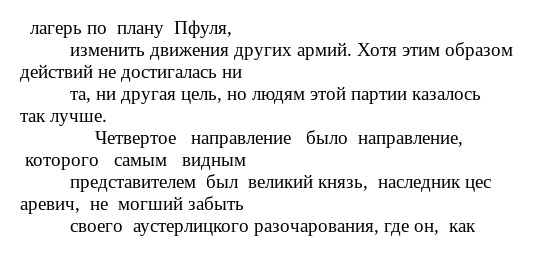 лагерь по плану Пфуля,
изменить движения других армий. Хотя этим образом
действий не достигалась ни
та, ни другая цель, но людям этой партии казалось
так лучше.
Четвертое направление было направление,
которого самым видным
представителем был великий князь, наследник цес
аревич, не могший забыть
своего аустерлицкого разочарования, где он, как